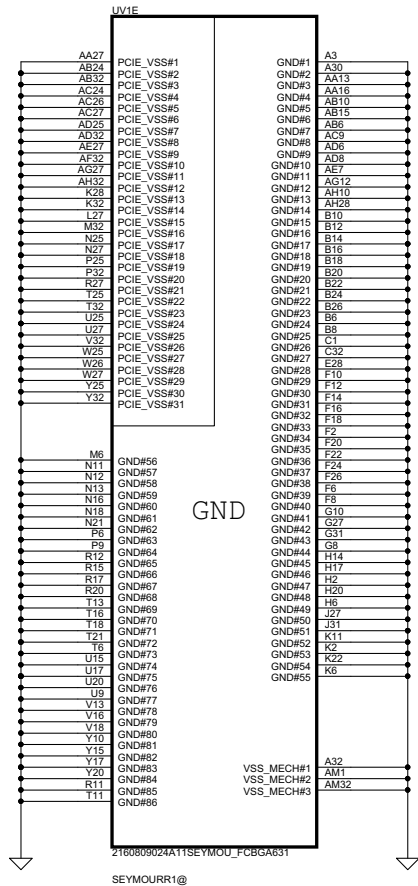 UV1E
AA27 PCIE_VSS#1 GND#1 A3
AB24 PCIE_VSS#2 GND#2 A30
AB32 PCIE_VSS#3 GND#3 AA13
AC24 PCIE_VSS#4 GND#4 AA16
AC26 PCIE_VSS#5 GND#5 AB10
AC27 PCIE_VSS#6 GND#6 AB15
AD25 PCIE_VSS#7 GND#7 AB6
AD32 PCIE_VSS#8 GND#8 AC9
AE27 PCIE_VSS#9 GND#9 AD6
AF32 PCIE_VSS#10 GND#10 AD8
AG27 PCIE_VSS#11 GND#11 AE7
AH32 PCIE_VSS#12 GND#12 AG12
K28 PCIE_VSS#13 GND#13 AH10
K32 PCIE_VSS#14 GND#14 AH28
L27 PCIE_VSS#15 GND#15 B10
M32 PCIE_VSS#16 GND#16 B12
N25 PCIE_VSS#17 GND#17 B14
N27 PCIE_VSS#18 GND#18 B16
P25 PCIE_VSS#19 GND#19 B18
P32 PCIE_VSS#20 GND#20 B20
R27 PCIE_VSS#21 GND#21 B22
T25 PCIE_VSS#22 GND#22 B24
T32 PCIE_VSS#23 GND#23 B26
U25 PCIE_VSS#24 GND#24 B6
U27 PCIE_VSS#25 GND#25 B8
V32 PCIE_VSS#26 GND#26 C1
W25 PCIE_VSS#27 GND#27 C32
W26 PCIE_VSS#28 GND#28 E28
W27 PCIE_VSS#29 GND#29 F10
Y25 PCIE_VSS#30 GND#30 F12
Y32 PCIE_VSS#31 GND#31 F14
GND#32 F16
GND#33 F18
GND#34 F2
GND#35 F20
M6 GND#56 GND#36 F22
N11 GND#57 GND#37 F24
N12 GND#58 GND#38 F26
N13 GND#59 GND#39 F6
N16 GND#60 GND#40 F8
N18 GND#61 GND#41 G10
N21 GND#62 GND#42 G27
P6 GND#63 GND#43 G31
P9 GND#64 GND#44 G8
R12 GND#65 GND#45 H14
R15 GND#66 GND#46 H17
R17 GND#67 GND#47 H2
R20 GND#68 GND#48 H20
T13 GND#69 GND#49 H6
T16 GND#70 GND#50 J27
T18 GND#71 GND#51 J31
T21 GND#72 GND#52 K11
T6 GND#73 GND#53 K2
U15 GND#74 GND#54 K22
U17 GND#75 GND#55 K6
U20 GND#76
U9 GND#77
V13 GND#78
V16 GND#79
V18 GND#80
Y10 GND#81
Y15 GND#82
Y17 GND#83 VSS_MECH#1 A32
Y20 GND#84 VSS_MECH#2 AM1
R11 GND#85 VSS_MECH#3 AM32
T11 GND#86
GND
2160809024A11SEYMOU_FCBGA631
SEYMOURR1@